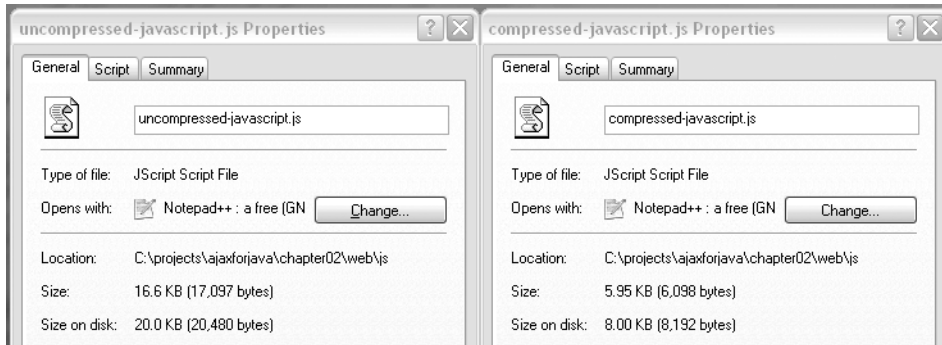 uncompressed-javascript.js Properties
General Script Summary
uncompressed-javascript.js
Type of file: JScript Script File
Opens with: Notepad++ : a free (GN Change...
Location: C:\projects\ajaxforjava\chapter02\web\js
Size: 16.6 KB (17,097 bytes)
Size on disk: 20.0 KB (20,480 bytes)
compressed-javascript.js Properties
General Script Summary
compressed-javascript.js
Type of file: JScript Script File
Opens with: Notepad++ : a free (GN Change...
Location: C:\projects\ajaxforjava\chapter02\web\js
Size: 5.95 KB (6,098 bytes)
Size on disk: 8.00 KB (8,192 bytes)